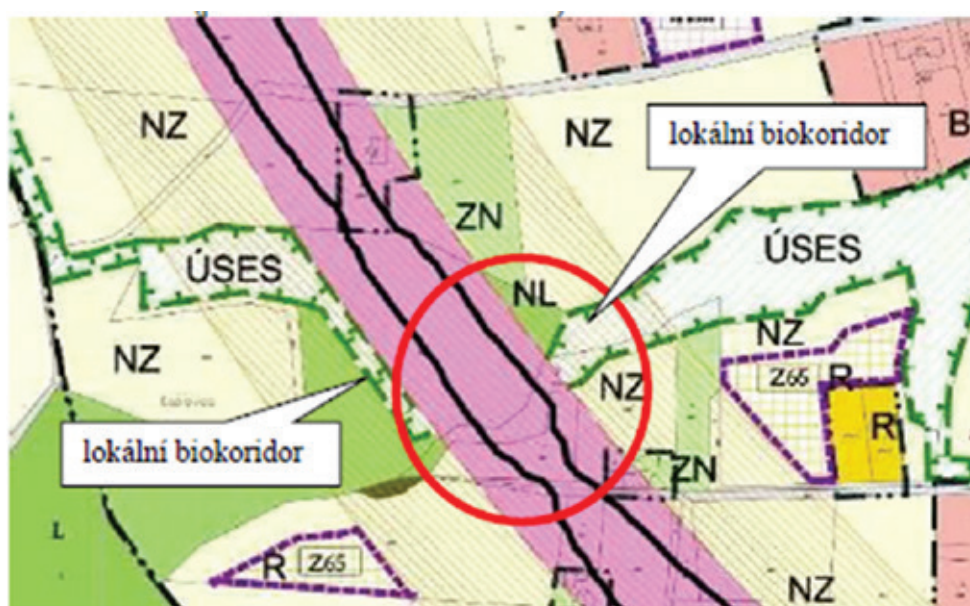 NZ
NZ
lokální biokoridor
B
ZN
ÚSES
ÚSES
NL
NZ
NZ
NZ
Z65
R
R
lokální biokoridor
ZN
L
R
Z65
NZ